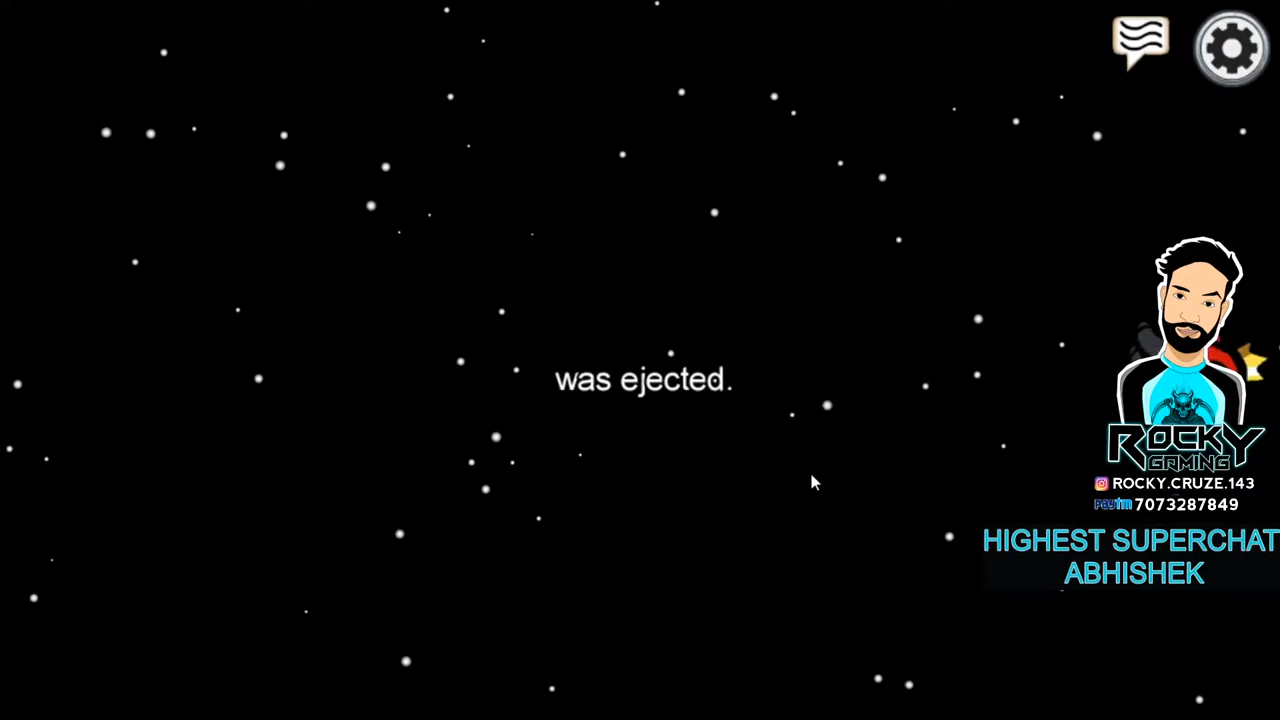 was ejected.
ROCKY
GAMING
ROCKY.CRUZE.143
paytm 7073287849
HIGHEST SUPERCHAT
ABHISHEK